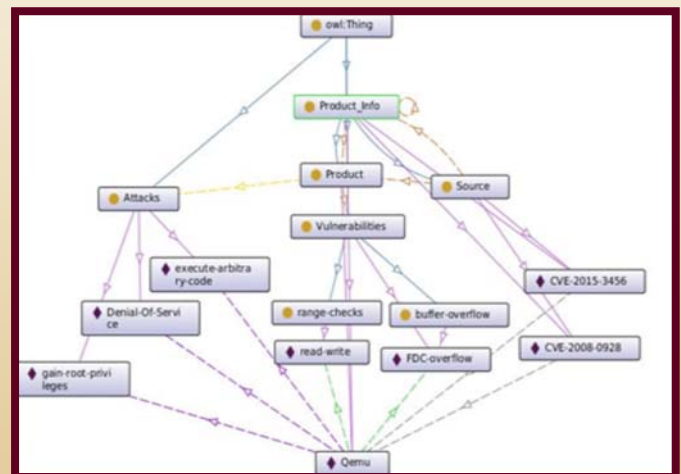 owl:Thing
Product_Info
Product
Source
Attacks
Vulnerabilities
execute-arbitra
ry-code
CVE-2015-3456
Denial-Of-Servi
ce
range-checks
buffer-overflow
read-write
FDC-overflow
CVE-2008-0928
gain-root-privi
leges
Qemu